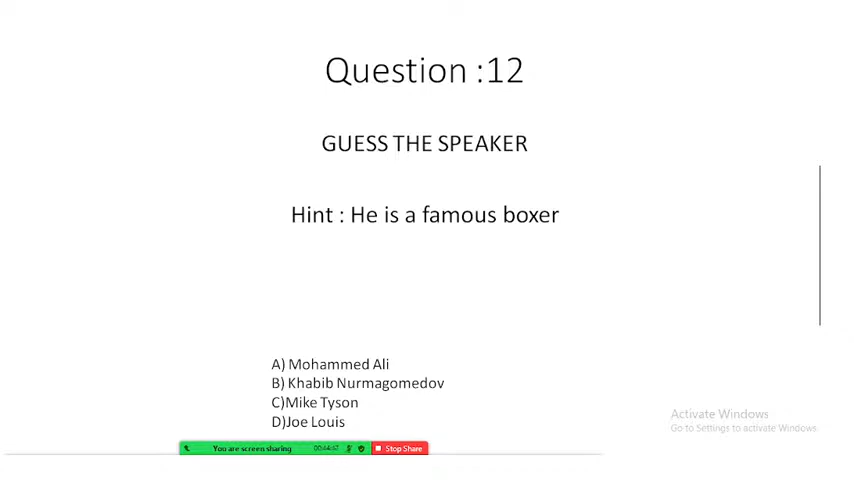 Question :12
GUESS THE SPEAKER
Hint : He is a famous boxer
A) Mohammed Ali
B) Khabib Nurmagomedov
C)Mike Tyson
D)Joe Louis
Activate Windows
Go to Settings to activate Windows.
You are screen sharing
Stop Share